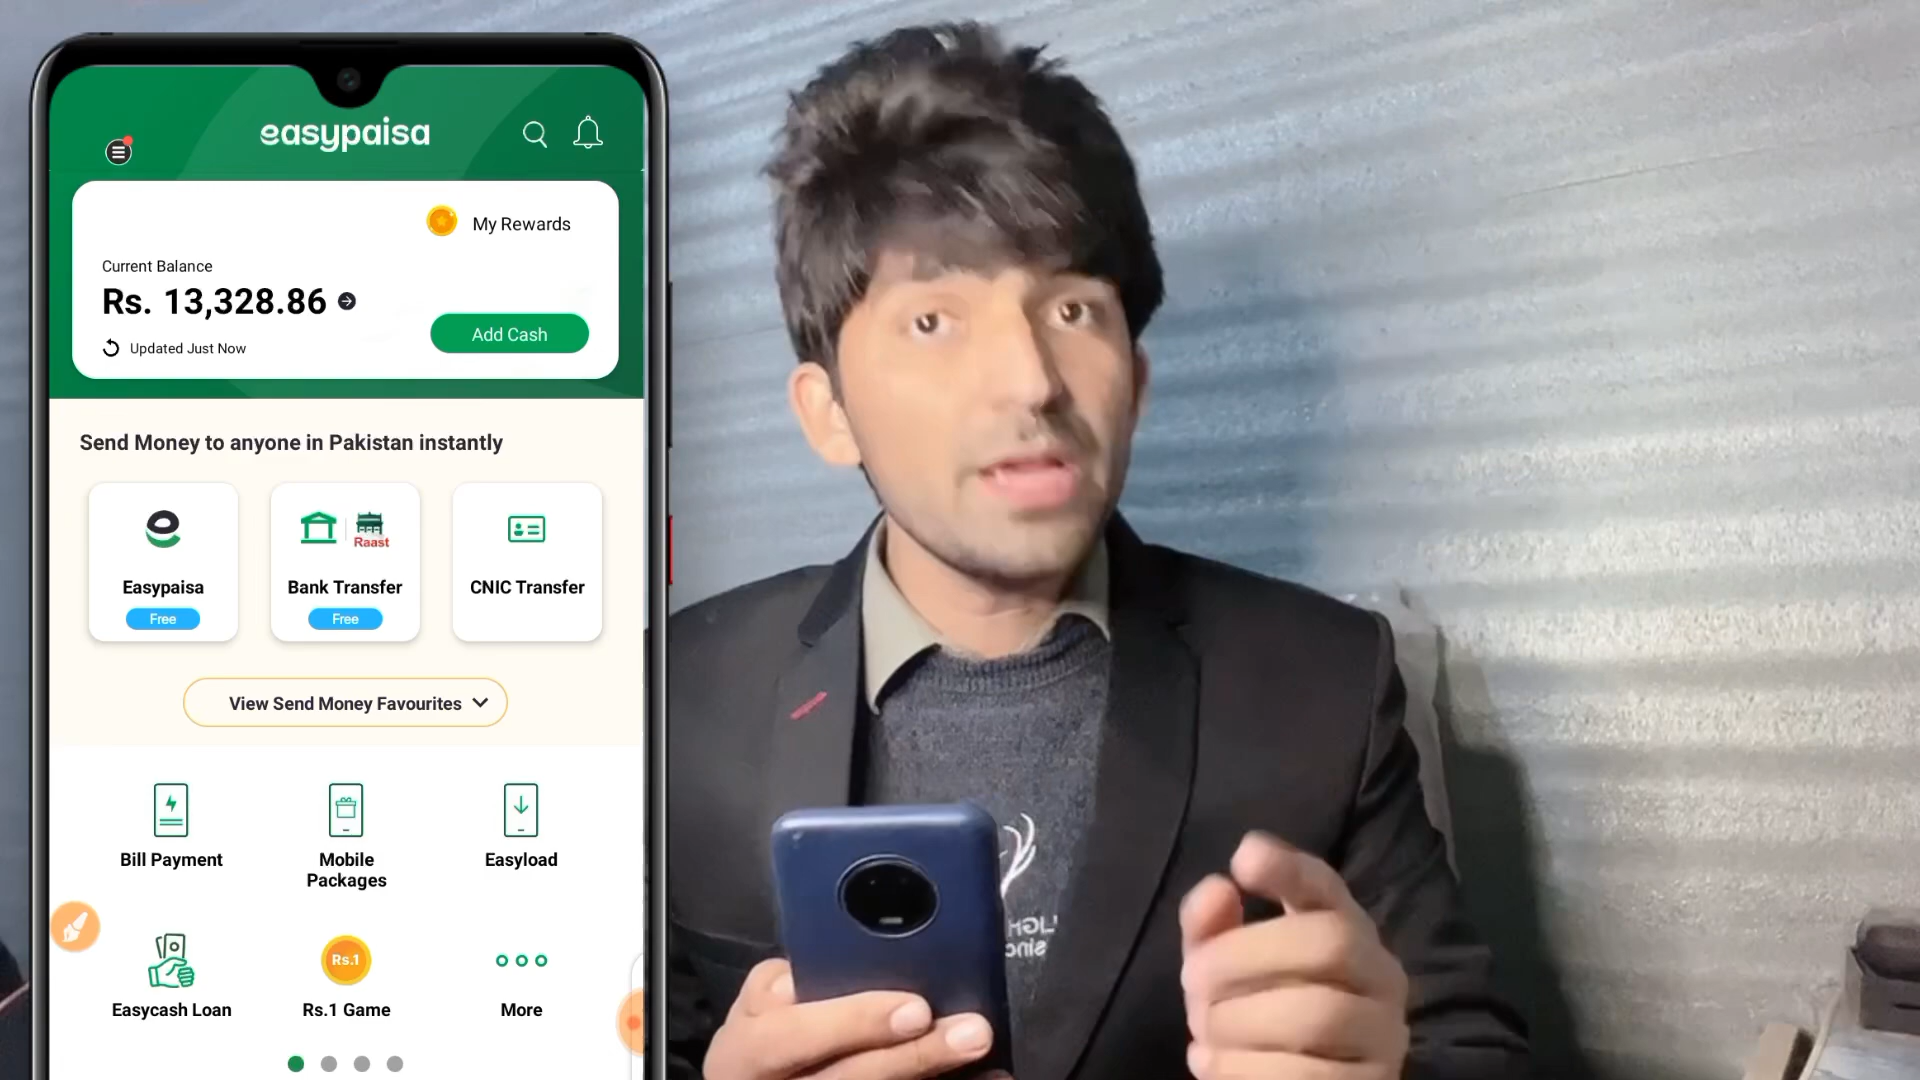 easypaisa
My Rewards
Current Balance
Rs. 13,328.86
Add Cash
Updated Just Now
Send Money to anyone in Pakistan instantly
Raast
Easypaisa
Bank Transfer
CNIC Transfer
Free
Free
View Send Money Favourites
Bill Payment
Mobile
Packages
Easyload
Rs.1
Easycash Loan
Rs.1 Game
More